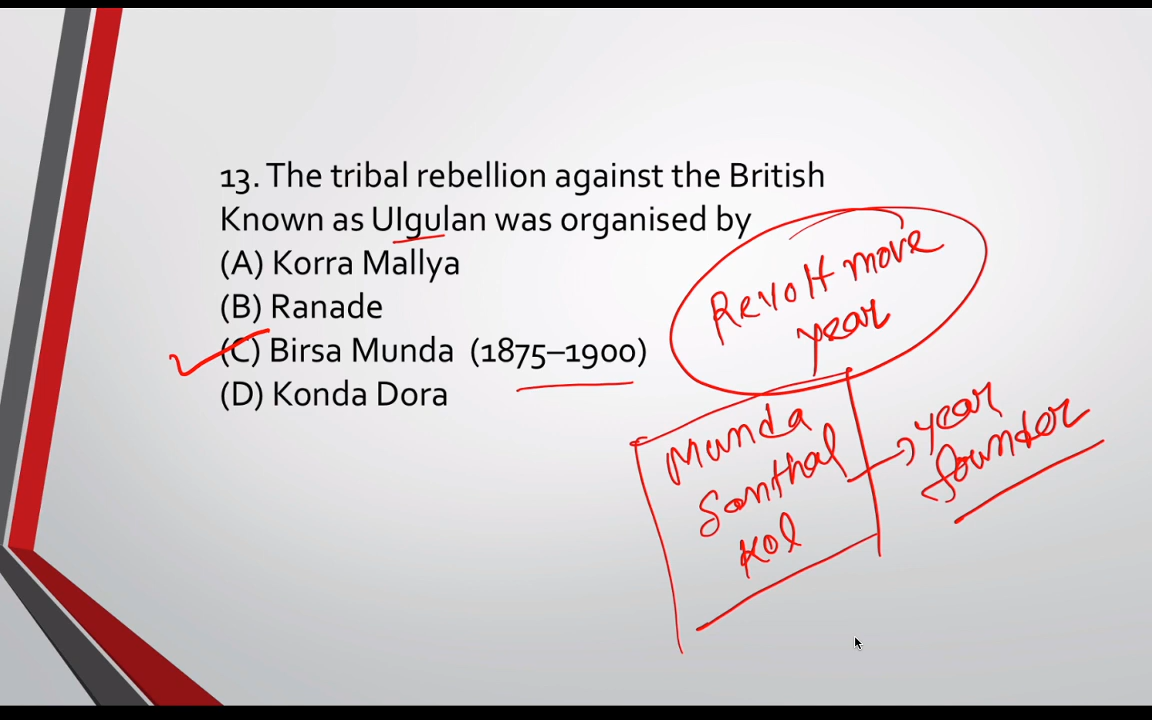 13. The tribal rebellion against the British
Known as UIgulan was organised by
(A) Korra Mallya
(B) Ranade
(C) Birsa Munda (1875–1900)
(D) Konda Dora
Revolt move
year
Munda
Santhal
Kol
year
founder